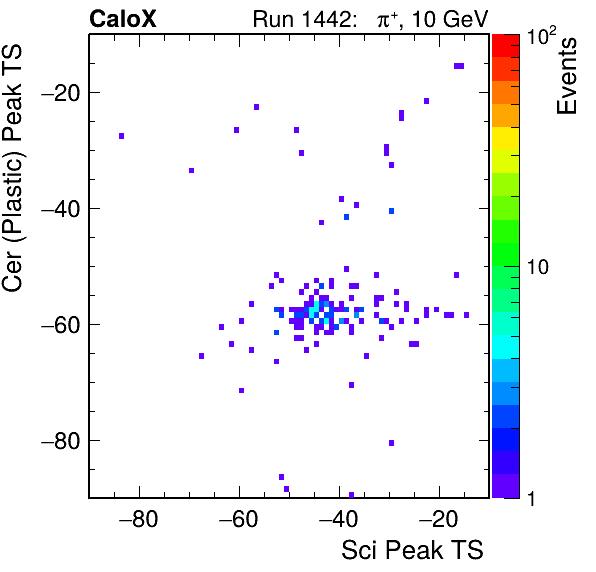 CaloX Run 1442: π⁺, 10 GeV
Cer (Plastic) Peak TS
−20
−40
−60
−80
−80 −60 −40 −20
Sci Peak TS
10²
10
1
Events